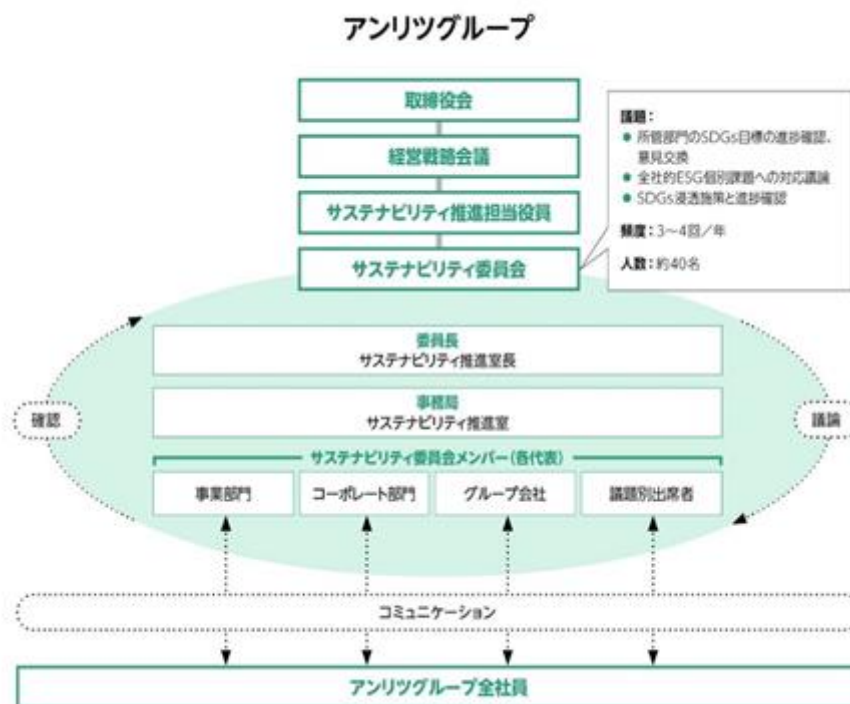 アンリツグループ
取締役会
経営戦略会議
サステナビリティ推進担当役員
サステナビリティ委員会
議題：
● 所管部門のSDGs目標の進捗確認、
意見交換
● 全社的ESG個別課題への対応議論
● SDGs浸透施策と進捗確認
頻度：3～4回／年
人数：約40名
委員長
サステナビリティ推進室長
事務局
サステナビリティ推進室
確認
議論
サステナビリティ委員会メンバー（各代表）
事業部門
コーポレート部門
グループ会社
議題別出席者
コミュニケーション
アンリツグループ全社員